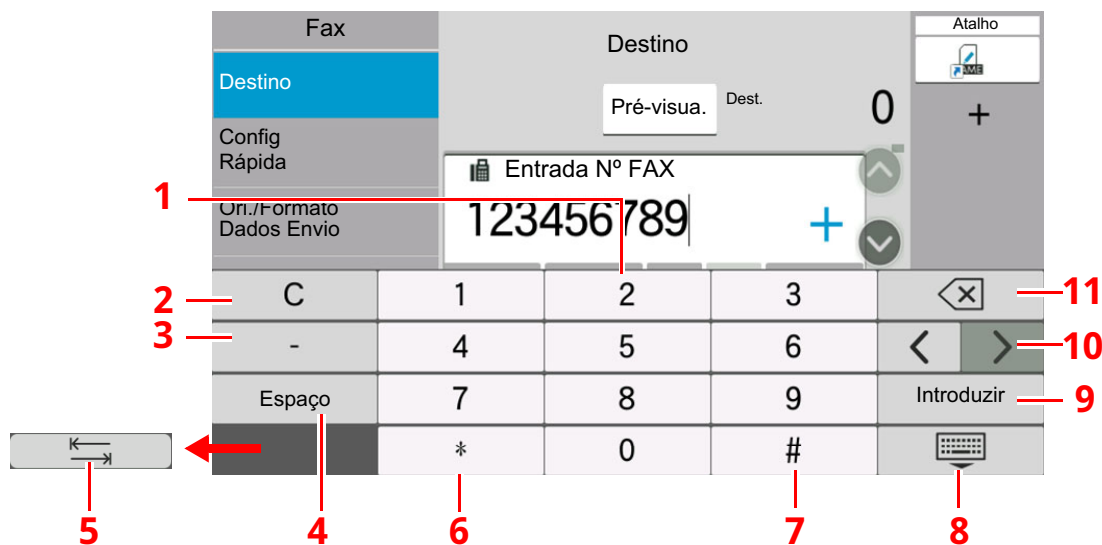 Fax
Destino
Config
Rápida
Ori./Formato
Dados Envio
Destino
Pré-visua.
Dest.
0
Atalho
+
Entrada Nº FAX
123456789
+
C
1
2
3
-
4
5
6
Espaço
7
8
9
Introduzir
*
0
#
1
2
3
4
5
6
7
8
9
10
11